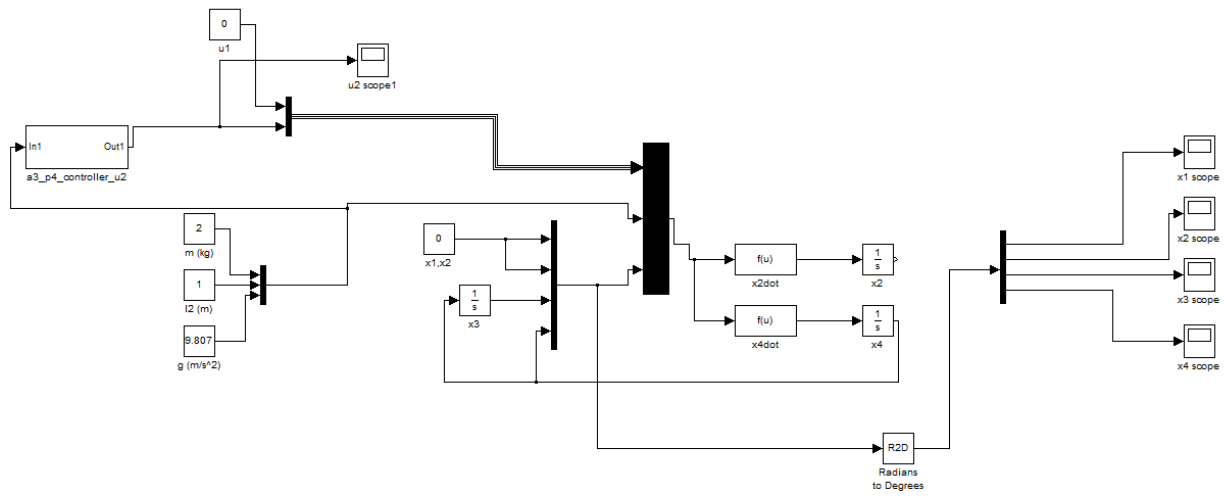 0
u1
u2 scope1
In1
Out1
a3_p4_controller_u2
2
m (kg)
1
l2 (m)
9.807
g (m/s^2)
0
x1,x2
1
s
x3
f(u)
x2dot
1
s
x2
f(u)
x4dot
1
s
x4
R2D
Radians
to Degrees
x1 scope
x2 scope
x3 scope
x4 scope